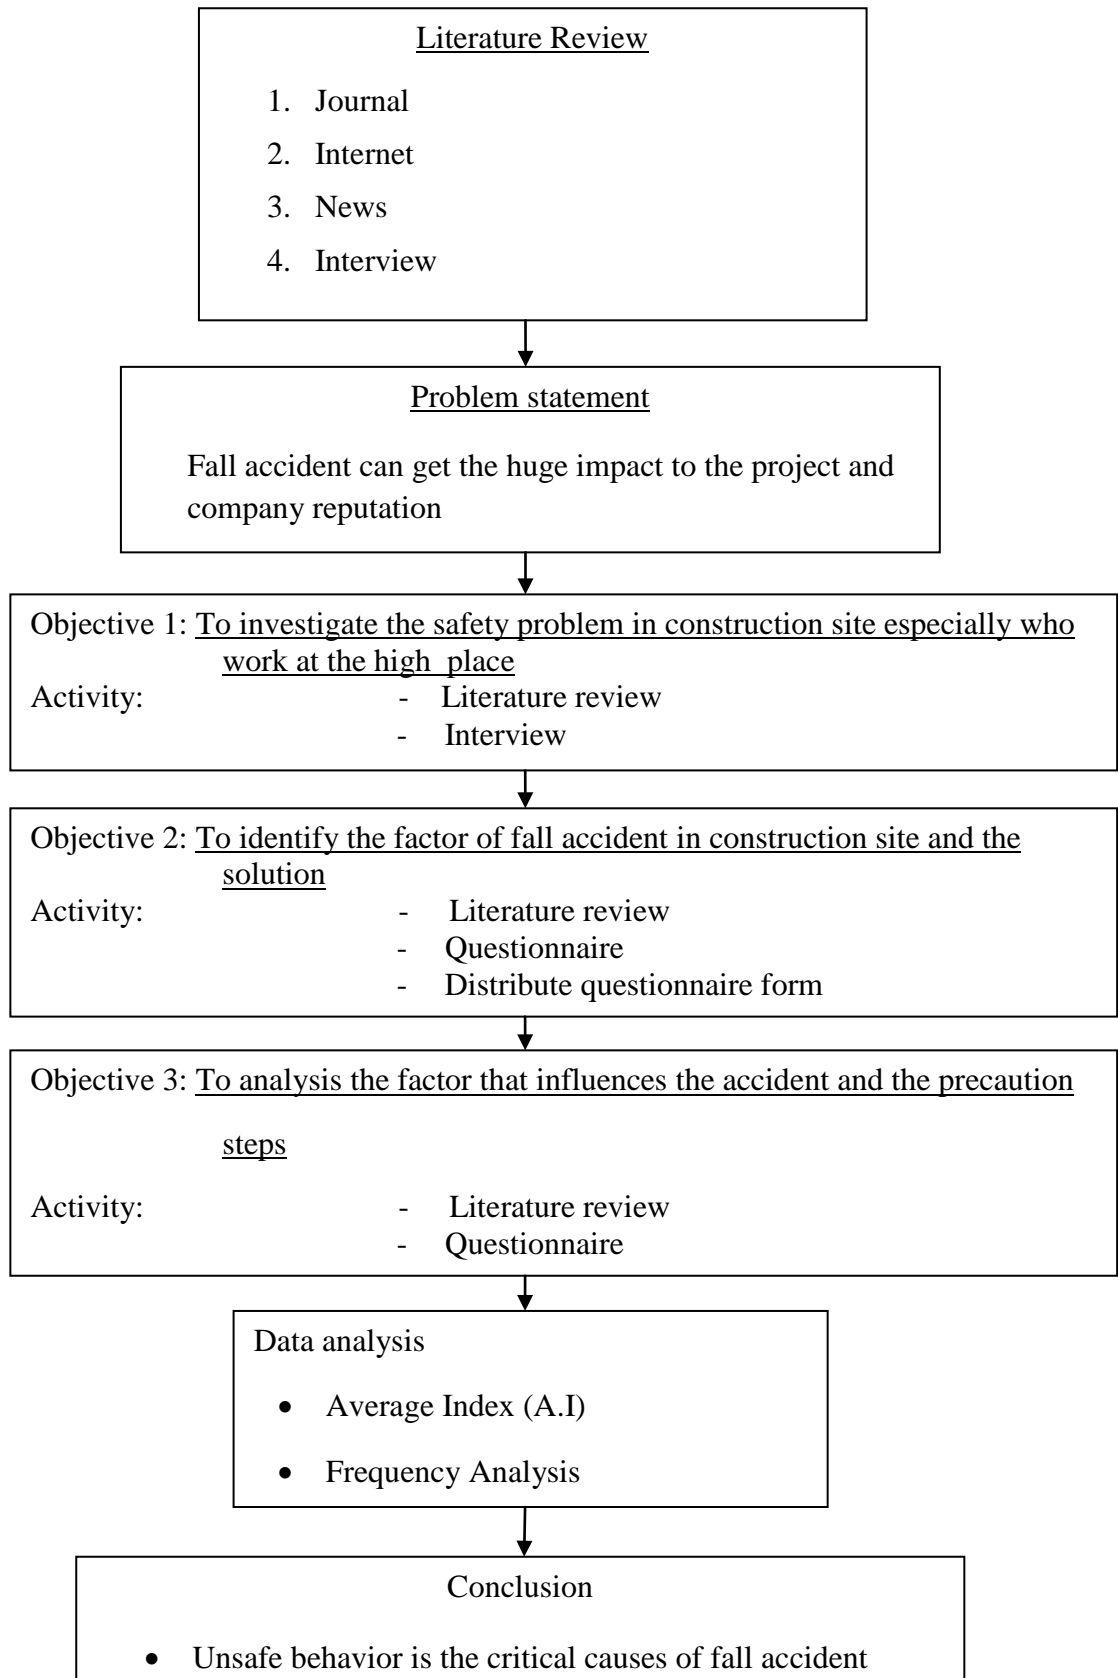 Literature Review
1. Journal
2. Internet
3. News
4. Interview
Problem statement
Fall accident can get the huge impact to the project and
company reputation
Objective 1: To investigate the safety problem in construction site especially who
work at the high place
Activity: - Literature review
- Interview
Objective 2: To identify the factor of fall accident in construction site and the
solution
Activity: - Literature review
- Questionnaire
- Distribute questionnaire form
Objective 3: To analysis the factor that influences the accident and the precaution
steps
Activity: - Literature review
- Questionnaire
Data analysis
• Average Index (A.I)
• Frequency Analysis
Conclusion
• Unsafe behavior is the critical causes of fall accident